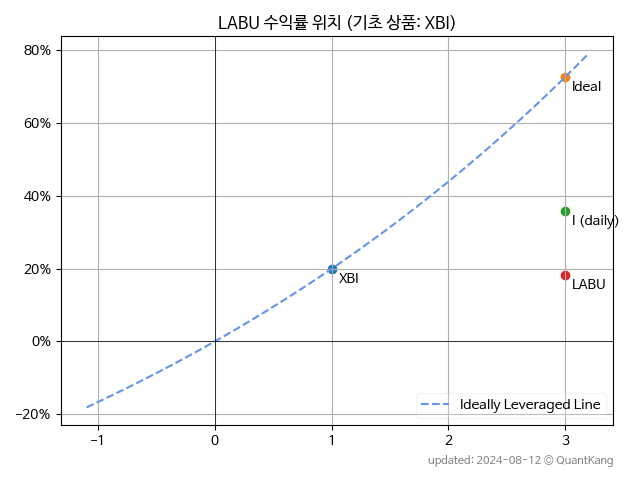 LABU 수익률 위치 (기초 상품: XBI)
80%
60%
40%
20%
0%
−20%
Ideal
I (daily)
XBI
LABU
Ideally Leveraged Line
−1 0 1 2 3
updated: 2024-08-12 © QuantKang